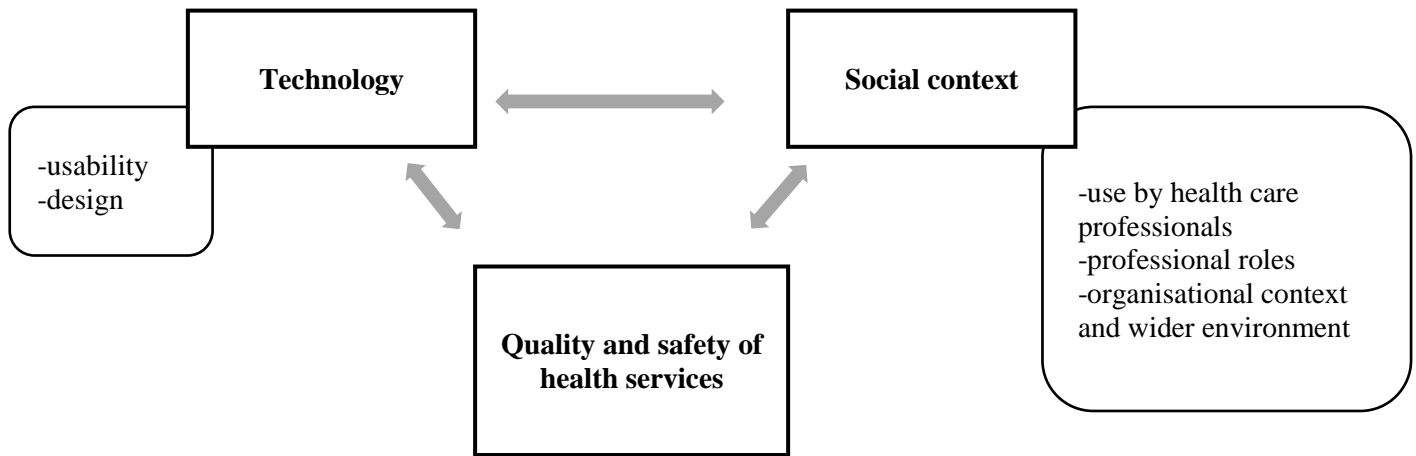 Technology
Social context
-usability
-design
-use by health care
professionals
-professional roles
-organisational context
and wider environment
Quality and safety of
health services